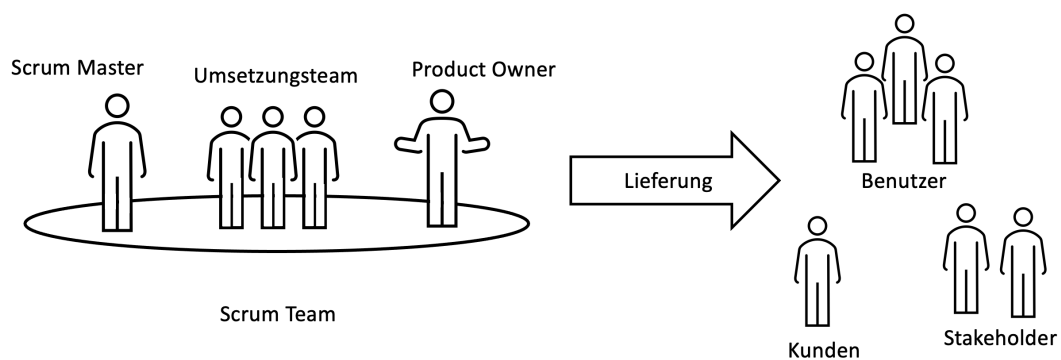 Scrum Master
Umsetzungsteam
Product Owner
Scrum Team
Lieferung
Benutzer
Kunden
Stakeholder